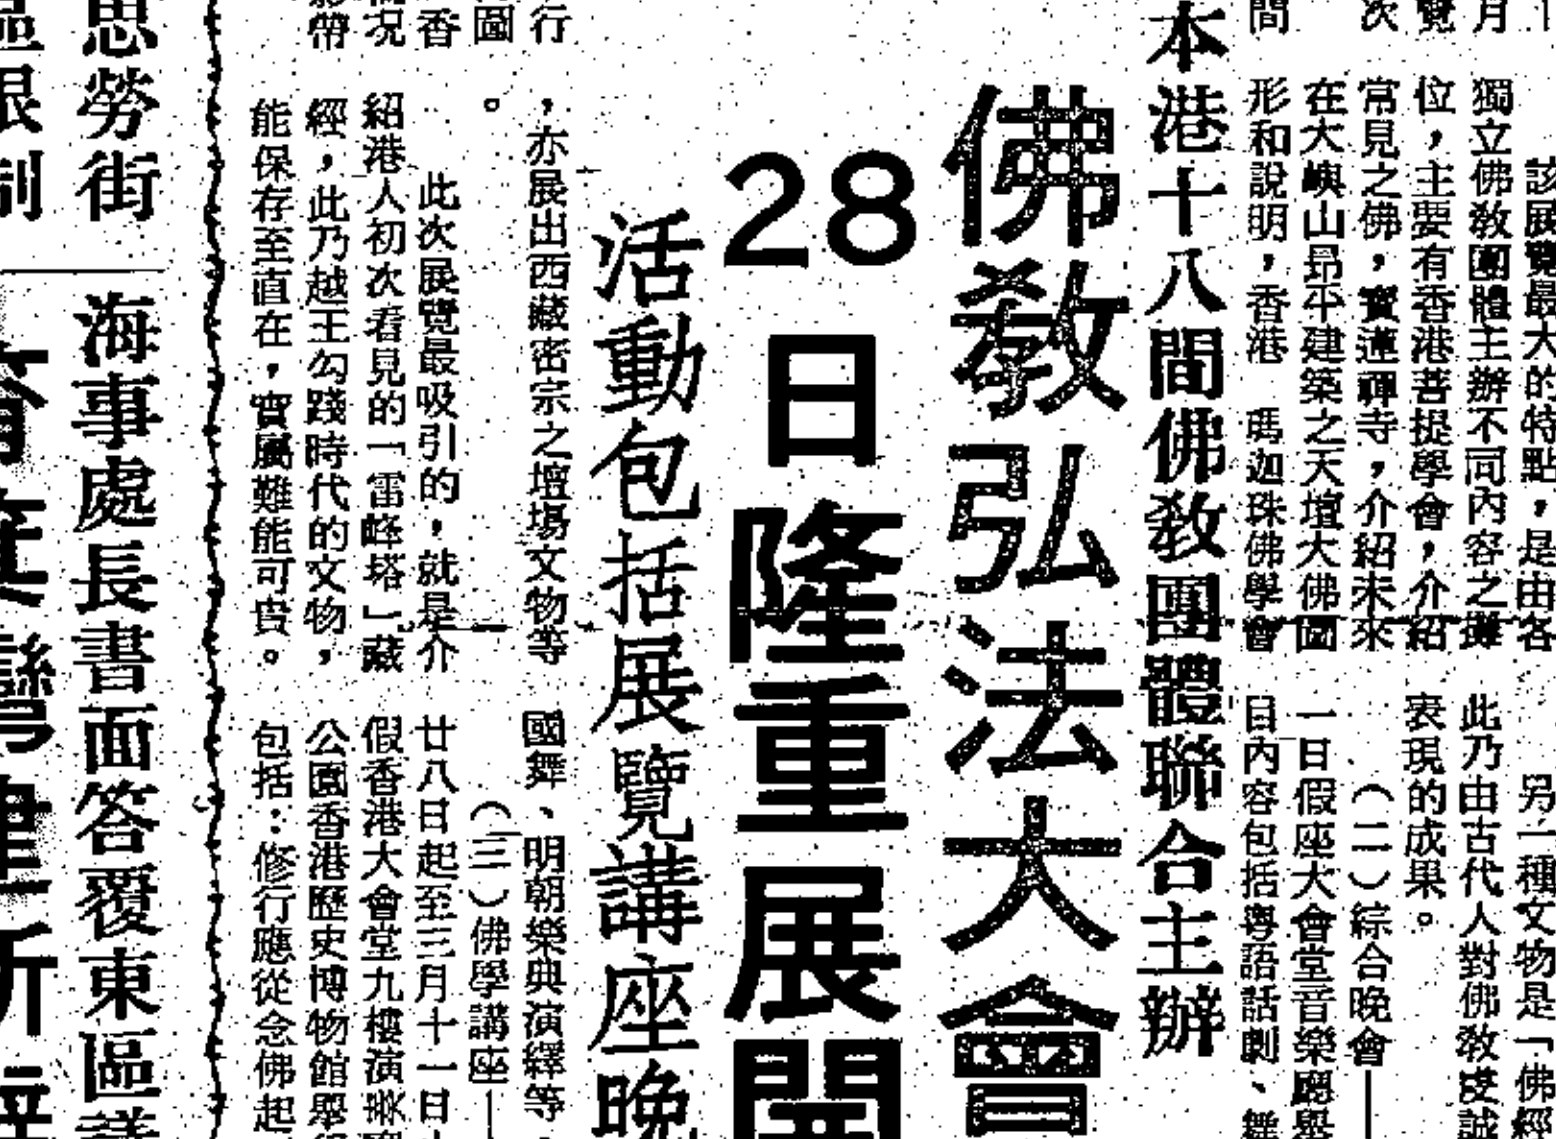 本港十八間佛教團體聯合主辦
佛教弘法大會
28日隆重展開
活動包括展覽講座晚
月
覽
次
間
該展覽最大的特點,是由各
獨立佛教團體主辦不同內容之攤
位,主要有香港菩提學會,介紹
常見之佛,寶蓮禪寺,介紹未來
在大嶼山昂平建築之天壇大佛圖
形和說明,香港 瑪迦珠佛學會
行
圖
香
況
帶
,亦展出西藏密宗之壇場文物等
。
此次展覽最吸引的,就是介
紹港人初次看見的「雷峰塔」藏
經,此乃越王勾踐時代的文物,
能保存至直在,實屬難能可貴。
另一種文物是「佛經
此乃由古代人對佛教虔誠
表現的成果。
(二)綜合晚會—
一日假座大會堂音樂廳舉
日內容包括粵語話劇、舞
國舞、明朝樂典演繹等
(三)佛學講座—
廿八日起至三月十一日
假香港大會堂九樓演
公園香港歷史博物館舉
包括:修行應從念佛起
思勞街
海事處長書面答覆東區議
區限制